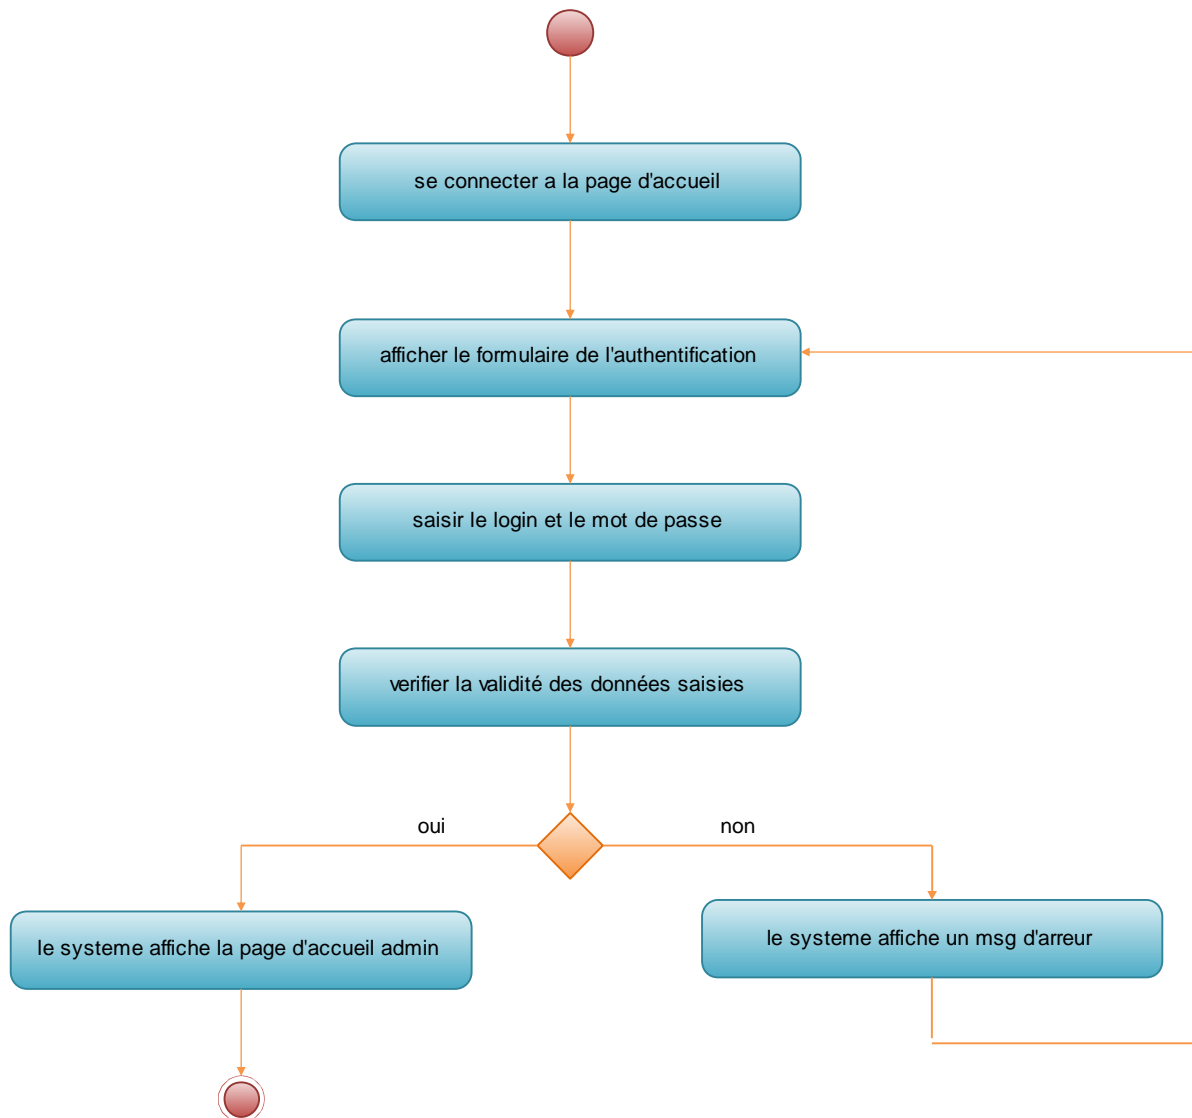 se connecter a la page d'accueil
afficher le formulaire de l'authentification
saisir le login et le mot de passe
verifier la validité des données saisies
oui
non
le systeme affiche la page d'accueil admin
le systeme affiche un msg d'arreur